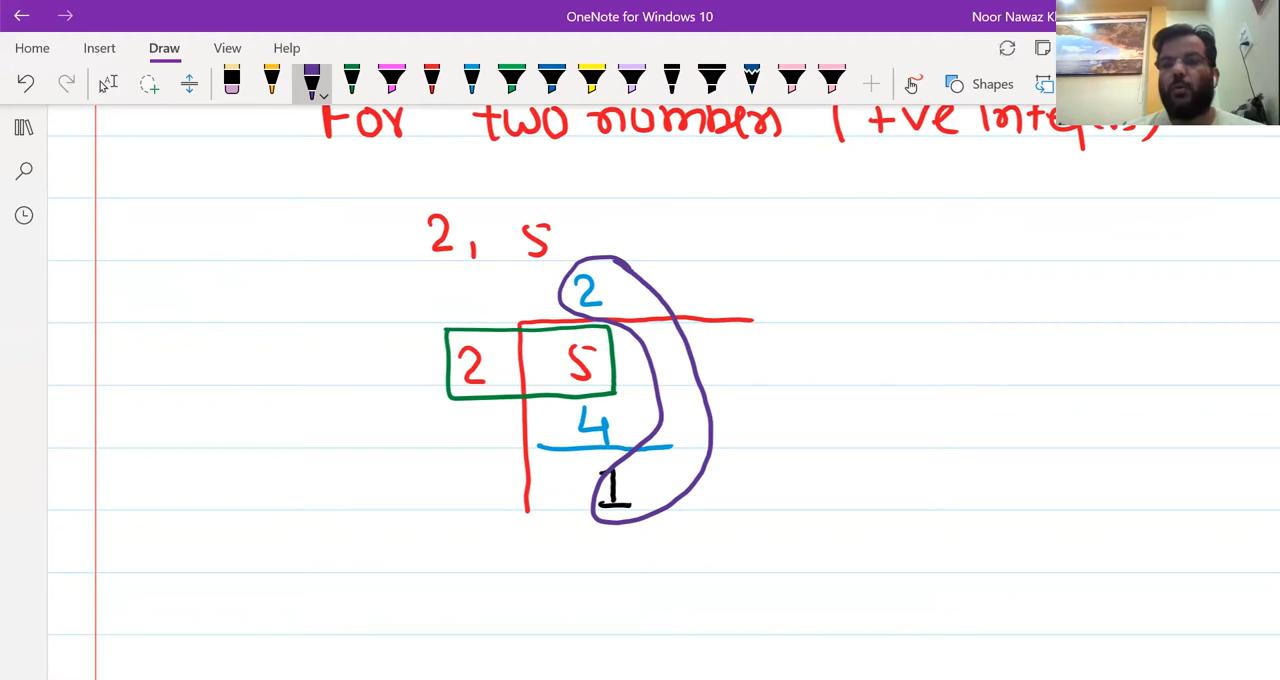 OneNote for Windows 10
Noor Nawaz
Home Insert Draw View Help
Shapes
For two numbers (+ve
2, 5
2
2 5
4
1